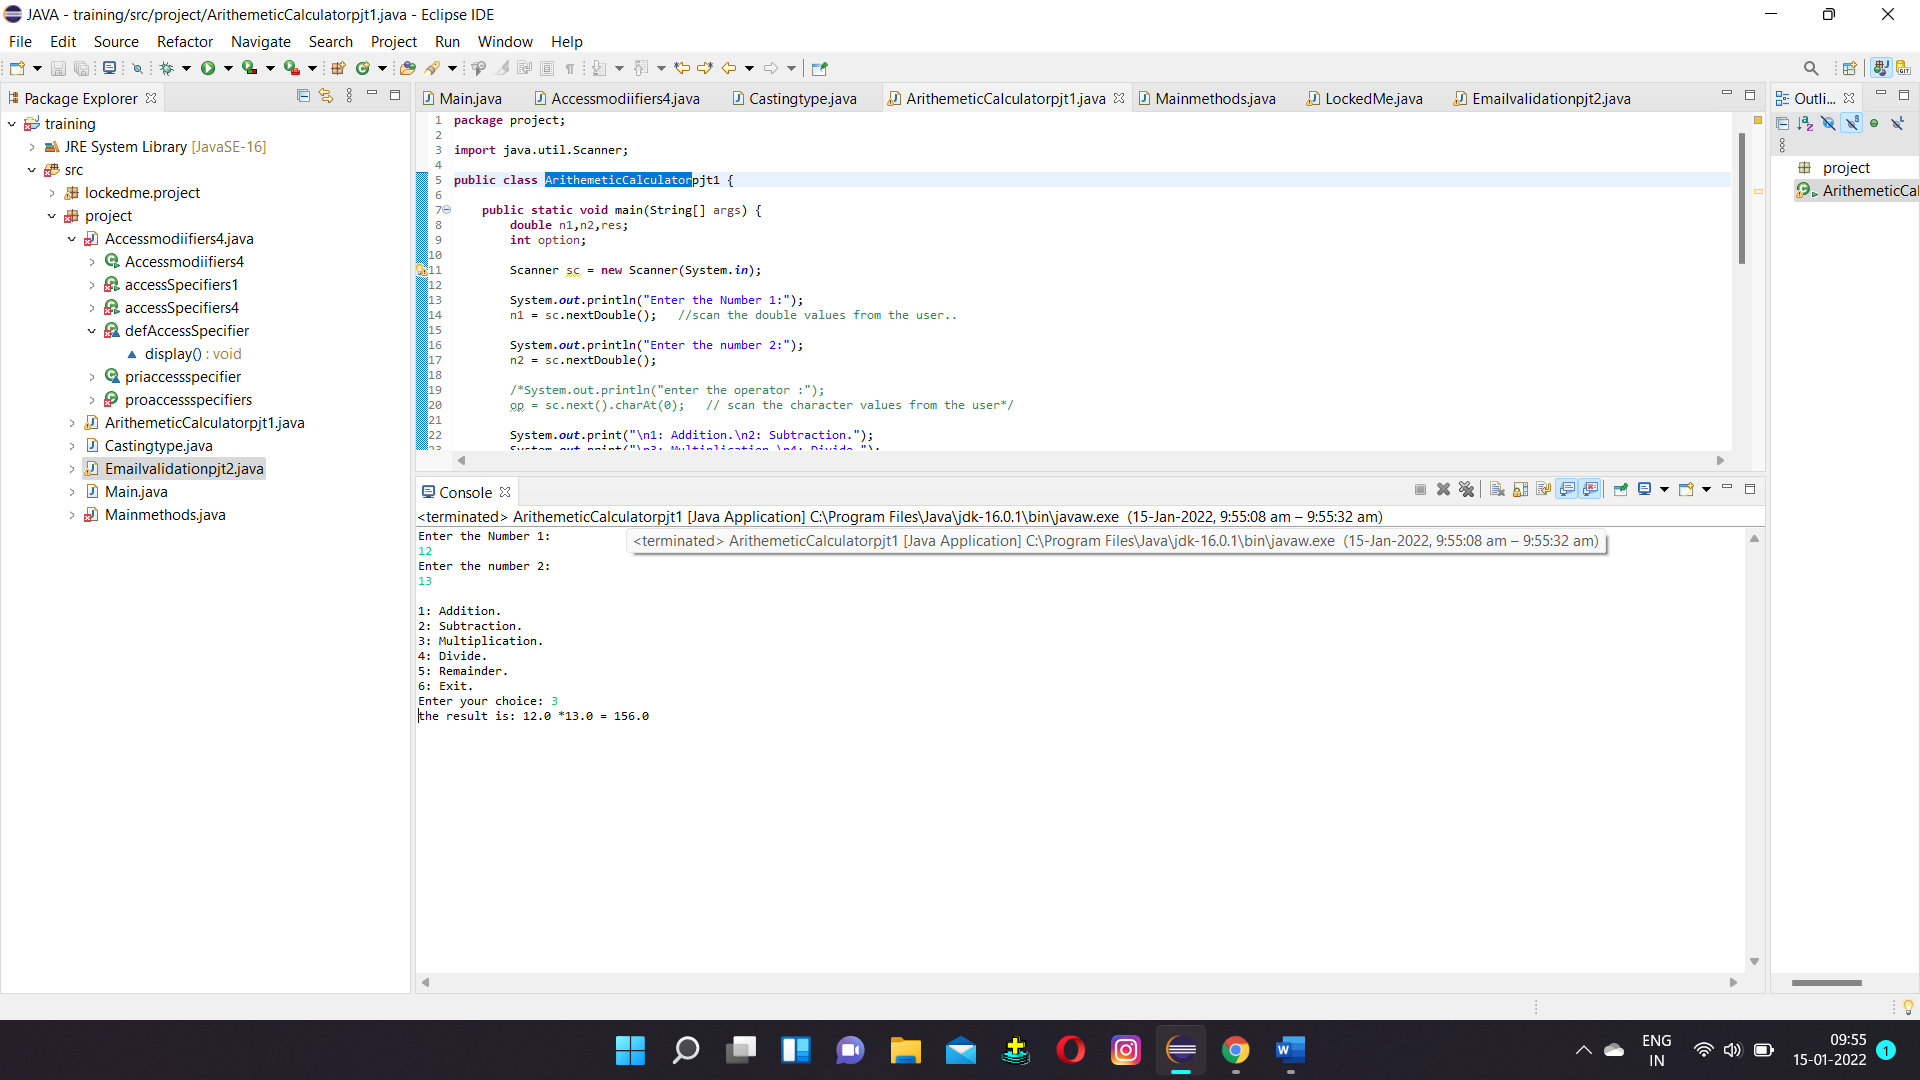 JAVA - training/src/project/ArithemeticCalculatorpjt1.java - Eclipse IDE
File Edit Source Refactor Navigate Search Project Run Window Help
Package Explorer
training
JRE System Library [JavaSE-16]
src
lockedme.project
project
Accessmodiifiers4.java
Accessmodiifiers4
accessSpecifiers1
accessSpecifiers4
defAccessSpecifier
display() : void
priaccessspecifier
proaccessspecifiers
ArithemeticCalculatorpjt1.java
Castingtype.java
Emailvalidationpjt2.java
Main.java
Mainmethods.java
Main.java Accessmodiifiers4.java Castingtype.java ArithemeticCalculatorpjt1.java Mainmethods.java LockedMe.java Emailvalidationpjt2.java
1 package project;
2
3 import java.util.Scanner;
4
5 public class ArithemeticCalculatorpjt1 {
6
7 public static void main(String[] args) {
8 double n1,n2,res;
9 int option;
10
11 Scanner sc = new Scanner(System.in);
12
13 System.out.println("Enter the Number 1:");
14 n1 = sc.nextDouble(); //scan the double values from the user..
15
16 System.out.println("Enter the number 2:");
17 n2 = sc.nextDouble();
18
19 /*System.out.println("enter the operator :");
20 op = sc.next().charAt(0); // scan the character values from the user*/
21
22 System.out.print("\n1: Addition.\n2: Subtraction.");
23 System.out.print("\n3: Multiplication.\n4: Divide.");
Outli...
project
ArithemeticCal
Console
<terminated> ArithemeticCalculatorpjt1 [Java Application] C:\Program Files\Java\jdk-16.0.1\bin\javaw.exe (15-Jan-2022, 9:55:08 am – 9:55:32 am)
<terminated> ArithemeticCalculatorpjt1 [Java Application] C:\Program Files\Java\jdk-16.0.1\bin\javaw.exe (15-Jan-2022, 9:55:08 am – 9:55:32 am)
Enter the Number 1:
12
Enter the number 2:
13
1: Addition.
2: Subtraction.
3: Multiplication.
4: Divide.
5: Remainder.
6: Exit.
Enter your choice: 3
the result is: 12.0 *13.0 = 156.0
ENG
IN
09:55
15-01-2022
1